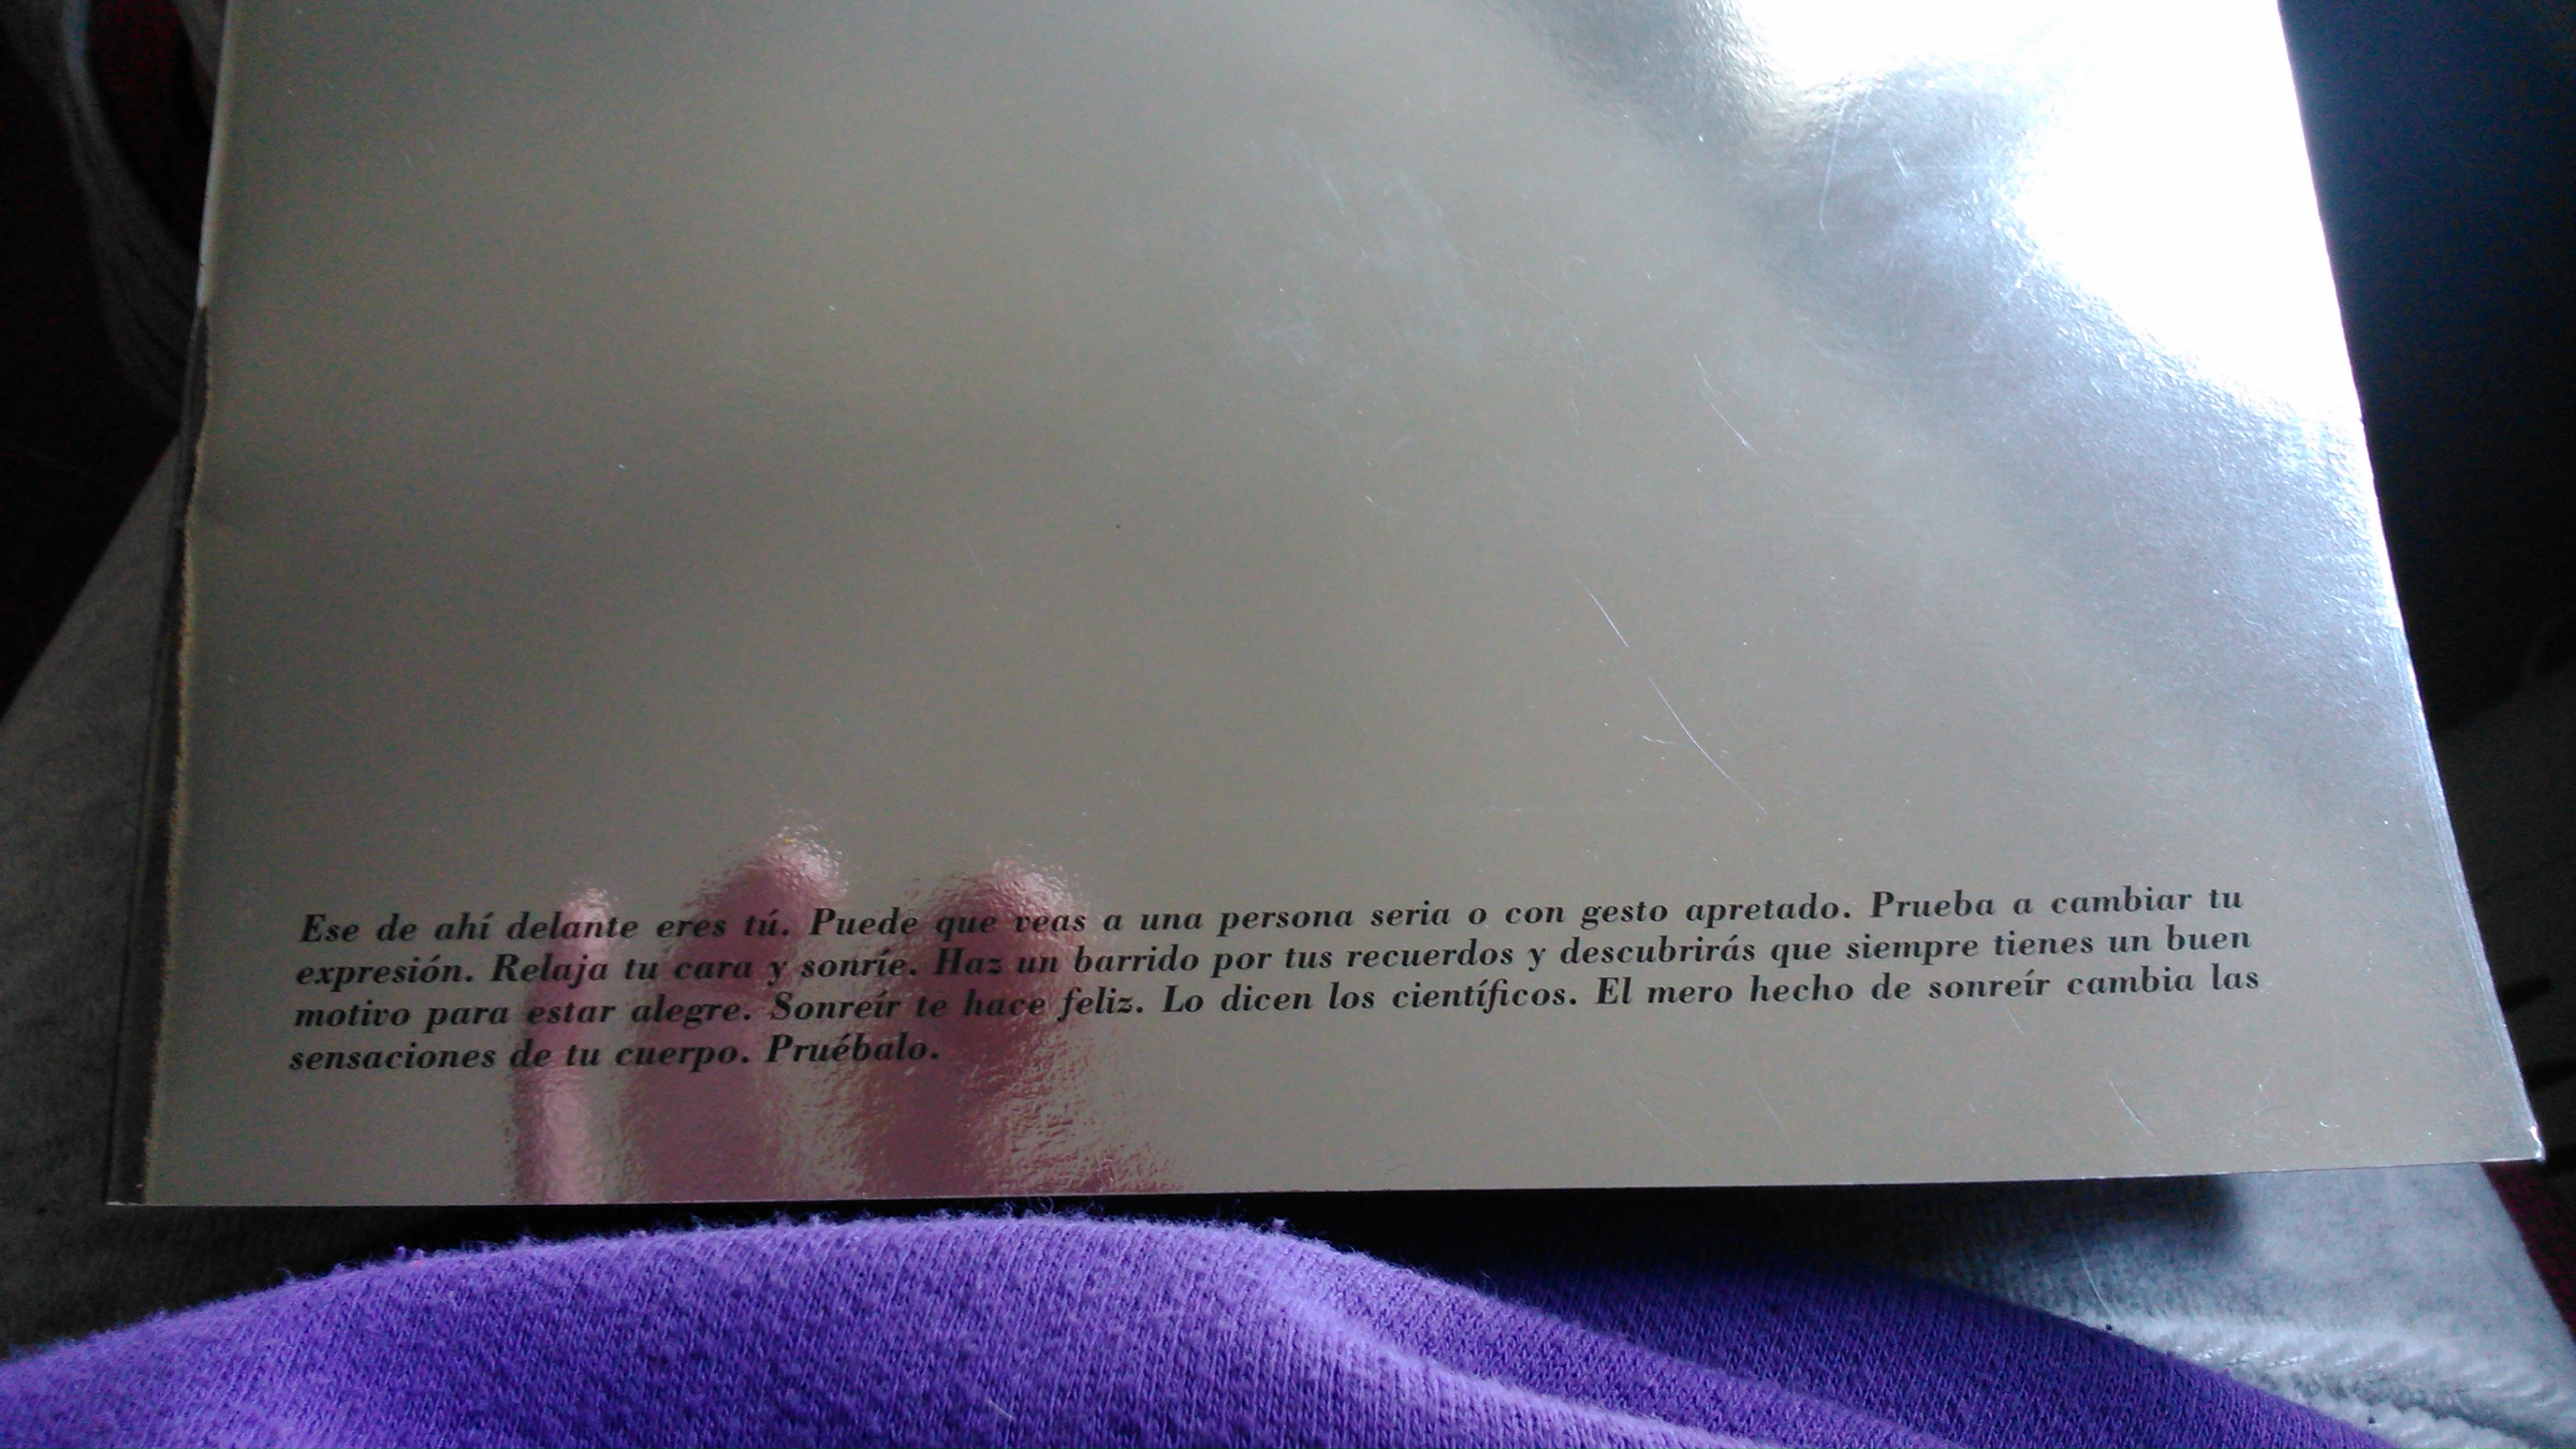 Ese de ahí delante eres tú. Puede que veas a una persona seria o con gesto apretado. Prueba a cambiar tu
expresión. Relaja tu cara y sonríe. Haz un barrido por tus recuerdos y descubrirás que siempre tienes un buen
motivo para estar alegre. Sonreír te hace feliz. Lo dicen los científicos. El mero hecho de sonreír cambia las
sensaciones de tu cuerpo. Pruébalo.